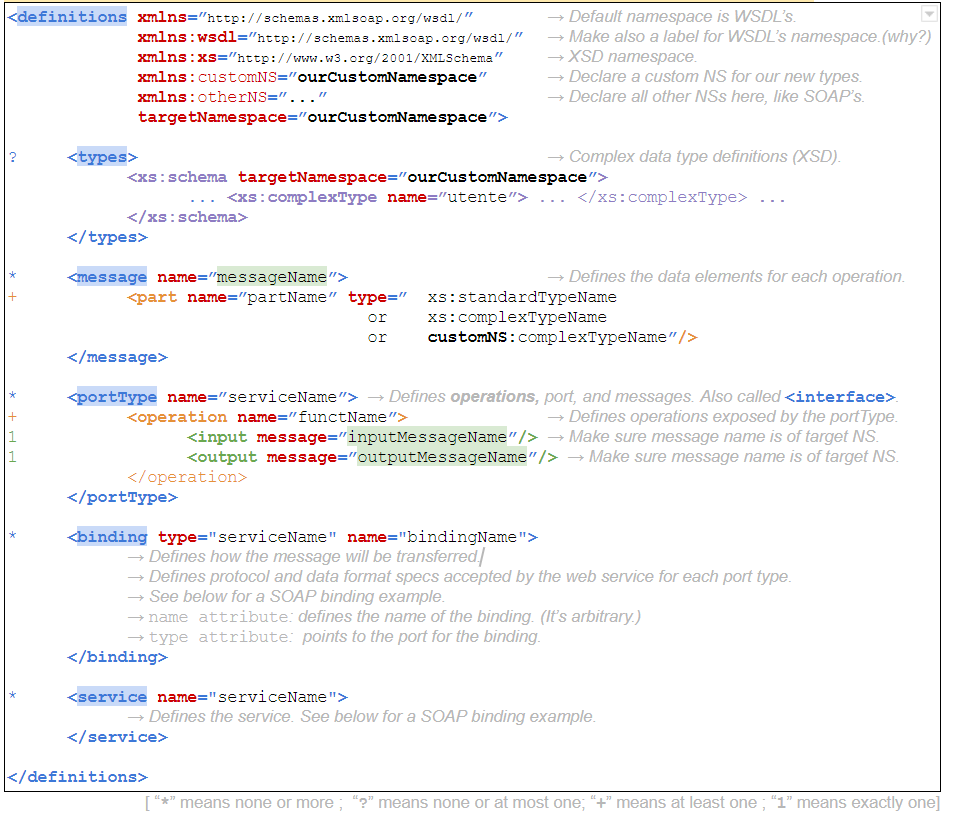 <definitions xmlns=”http://schemas.xmlsoap.org/wsdl/” → Default namespace is WSDL’s.
xmlns:wsdl=”http://schemas.xmlsoap.org/wsdl/” → Make also a label for WSDL’s namespace.(why?)
xmlns:xs=”http://www.w3.org/2001/XMLSchema” → XSD namespace.
xmlns:customNS=”ourCustomNamespace” → Declare a custom NS for our new types.
xmlns:otherNS=”...” → Declare all other NSs here, like SOAP’s.
targetNamespace=”ourCustomNamespace”>
? <types> → Complex data type definitions (XSD).
<xs:schema targetNamespace=”ourCustomNamespace”>
... <xs:complexType name=”utente”> ... </xs:complexType> ...
</xs:schema>
</types>
* <message name=”messageName”> → Defines the data elements for each operation.
+ <part name=”partName” type=” xs:standardTypeName
or xs:complexTypeName
or customNS:complexTypeName”/>
</message>
* <portType name=”serviceName”> → Defines operations, port, and messages. Also called <interface>.
+ <operation name=”functName”> → Defines operations exposed by the portType.
1 <input message=”inputMessageName”/> → Make sure message name is of target NS.
1 <output message=”outputMessageName”/> → Make sure message name is of target NS.
</operation>
</portType>
* <binding type="serviceName" name="bindingName">
→ Defines how the message will be transferred.
→ Defines protocol and data format specs accepted by the web service for each port type.
→ See below for a SOAP binding example.
→ name attribute: defines the name of the binding. (It’s arbitrary.)
→ type attribute: points to the port for the binding.
</binding>
* <service name="serviceName">
→ Defines the service. See below for a SOAP binding example.
</service>
</definitions>
[ “*” means none or more ; “?” means none or at most one; “+” means at least one ; “1” means exactly one]